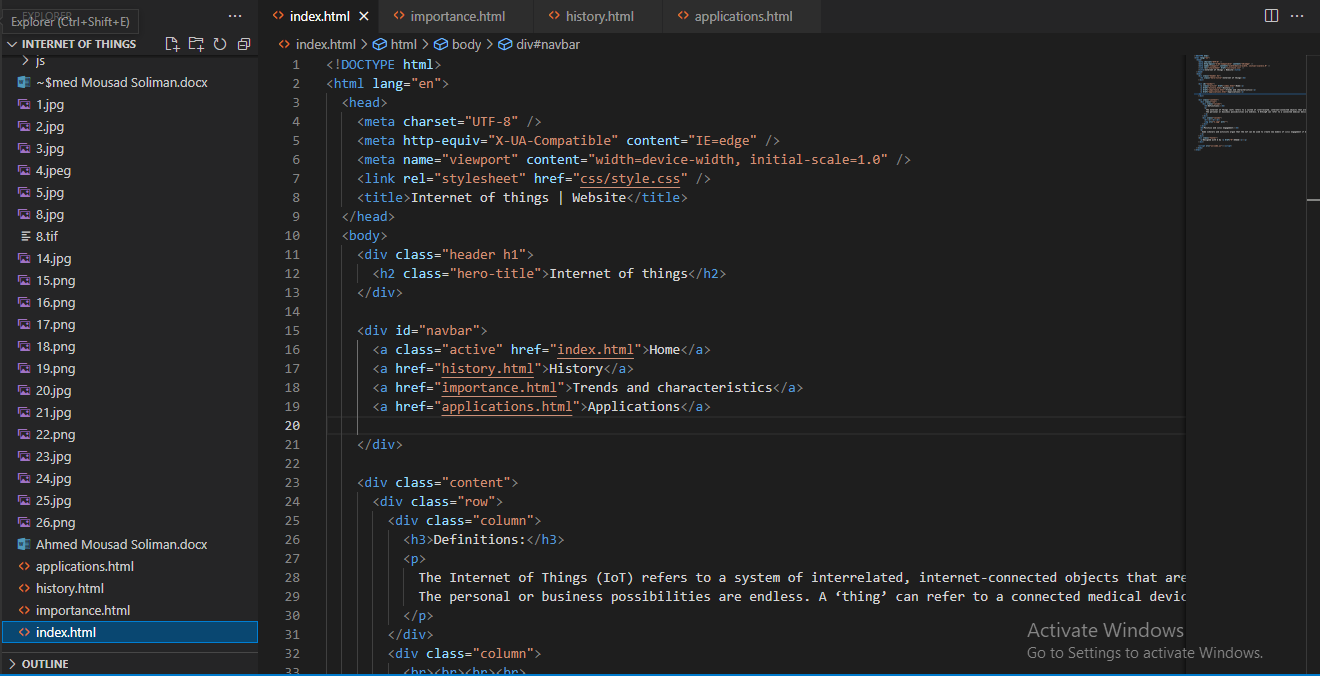 EXPLORER
Explorer (Ctrl+Shift+E)
INTERNET OF THINGS
js
~$med Mousad Soliman.docx
1.jpg
2.jpg
3.jpg
4.jpeg
5.jpg
8.jpg
8.tif
14.jpg
15.png
16.png
17.png
18.png
19.png
20.jpg
21.jpg
22.png
23.jpg
24.jpg
25.jpg
26.png
Ahmed Mousad Soliman.docx
applications.html
history.html
importance.html
index.html
OUTLINE
index.html importance.html history.html applications.html
index.html > html > body > div#navbar
1 <!DOCTYPE html>
2 <html lang="en">
3 <head>
4 <meta charset="UTF-8" />
5 <meta http-equiv="X-UA-Compatible" content="IE=edge" />
6 <meta name="viewport" content="width=device-width, initial-scale=1.0" />
7 <link rel="stylesheet" href="css/style.css" />
8 <title>Internet of things | Website</title>
9 </head>
10 <body>
11 <div class="header h1">
12 <h2 class="hero-title">Internet of things</h2>
13 </div>
14
15 <div id="navbar">
16 <a class="active" href="index.html">Home</a>
17 <a href="history.html">History</a>
18 <a href="importance.html">Trends and characteristics</a>
19 <a href="applications.html">Applications</a>
20
21 </div>
22
23 <div class="content">
24 <div class="row">
25 <div class="column">
26 <h3>Definitions:</h3>
27 <p>
28 The Internet of Things (IoT) refers to a system of interrelated, internet-connected objects that are
29 The personal or business possibilities are endless. A ‘thing’ can refer to a connected medical devic
30 </p>
31 </div>
32 <div class="column">
33 <br><br><br><br>
Activate Windows
Go to Settings to activate Windows.